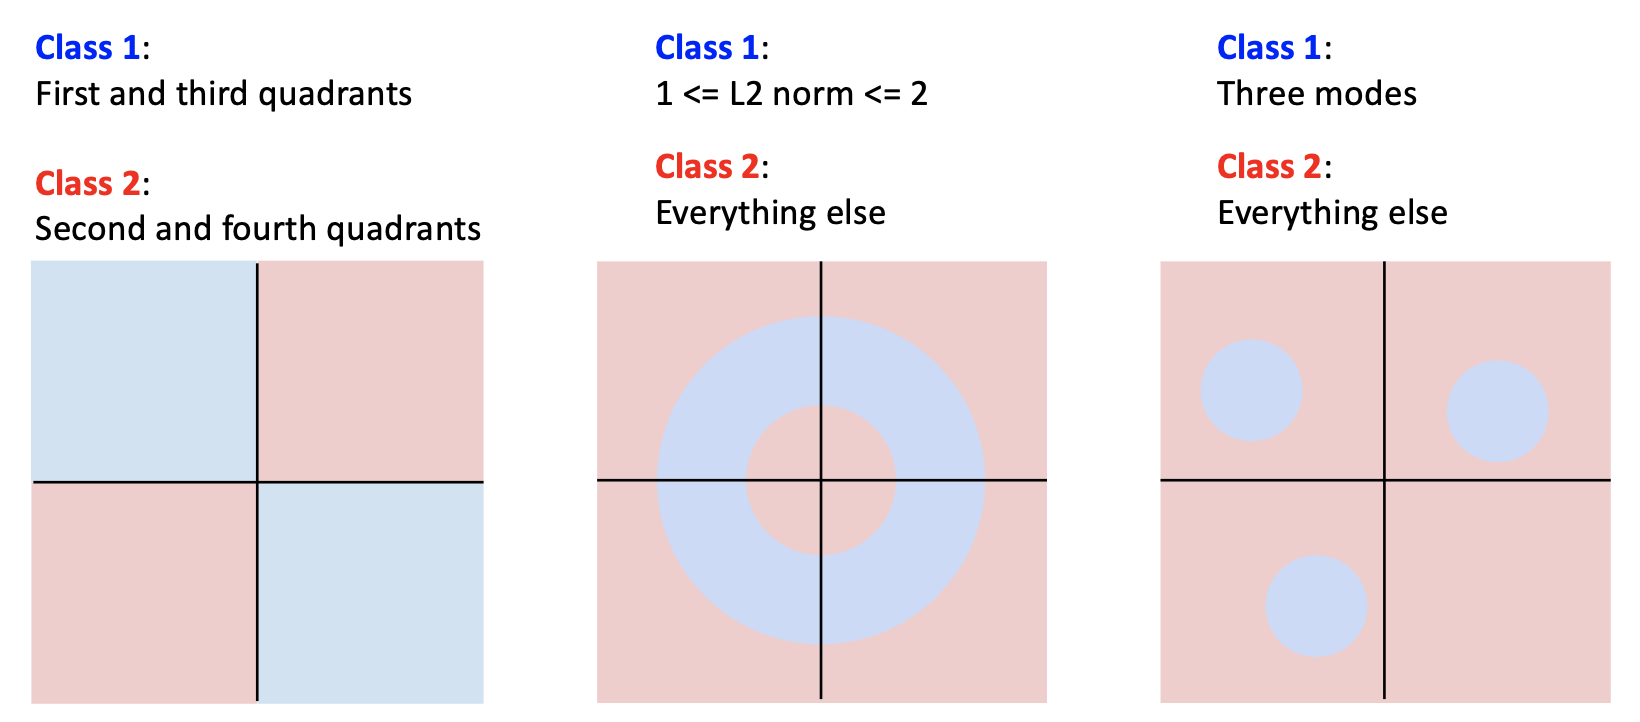 Class 1:
First and third quadrants
Class 2:
Second and fourth quadrants
Class 1:
1 <= L2 norm <= 2
Class 2:
Everything else
Class 1:
Three modes
Class 2:
Everything else